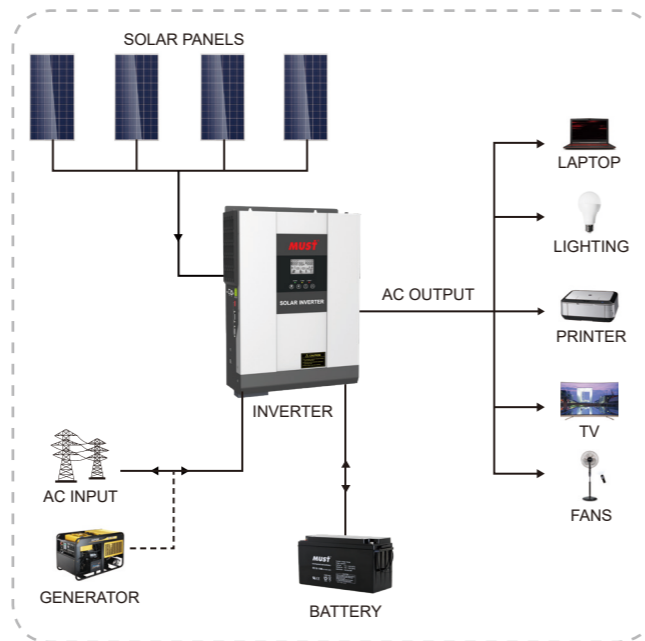 SOLAR PANELS
MUST
SOLAR INVERTER
INVERTER
AC OUTPUT
LAPTOP
LIGHTING
PRINTER
TV
FANS
AC INPUT
GENERATOR
MUST
BATTERY